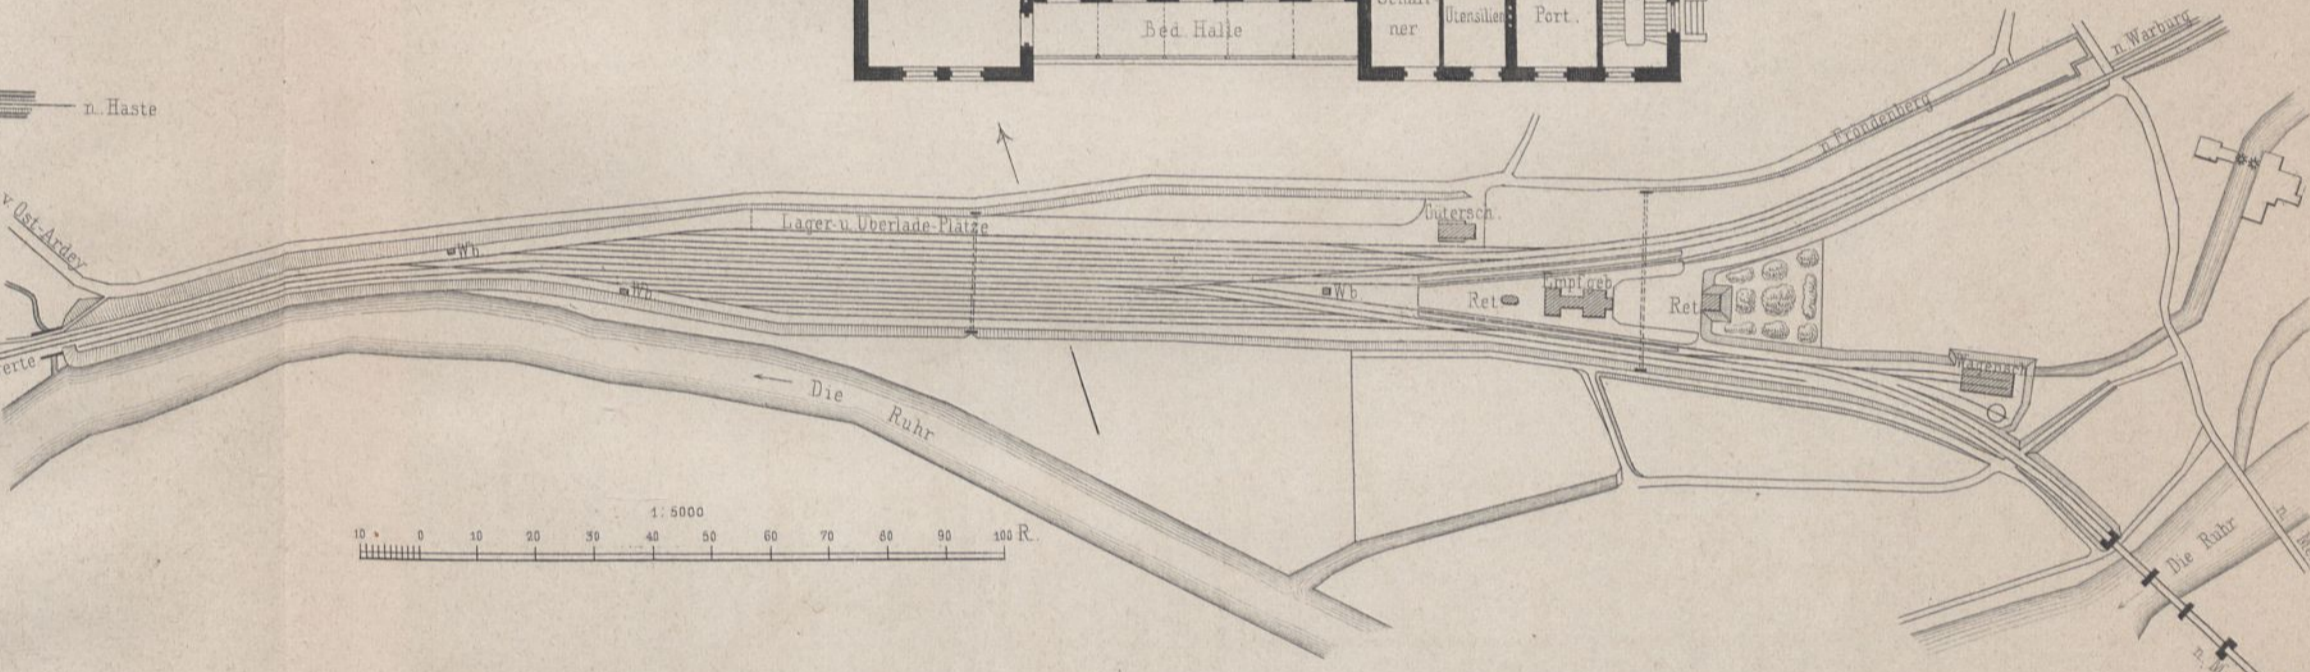 Utensilien
Port.
ner
Bed. Halle
n. Warburg
n. Haste
n. Fröndenberg
v. Ost-Ardey
Gütersch.
Lager- u. Uberlade-Plätze
Wb
Wb
Wb
Ret
Empf.geb.
Ret
Die Ruhr
1:5000
10 0 10 20 30 40 50 60 70 80 90 100 R.
Die Ruhr